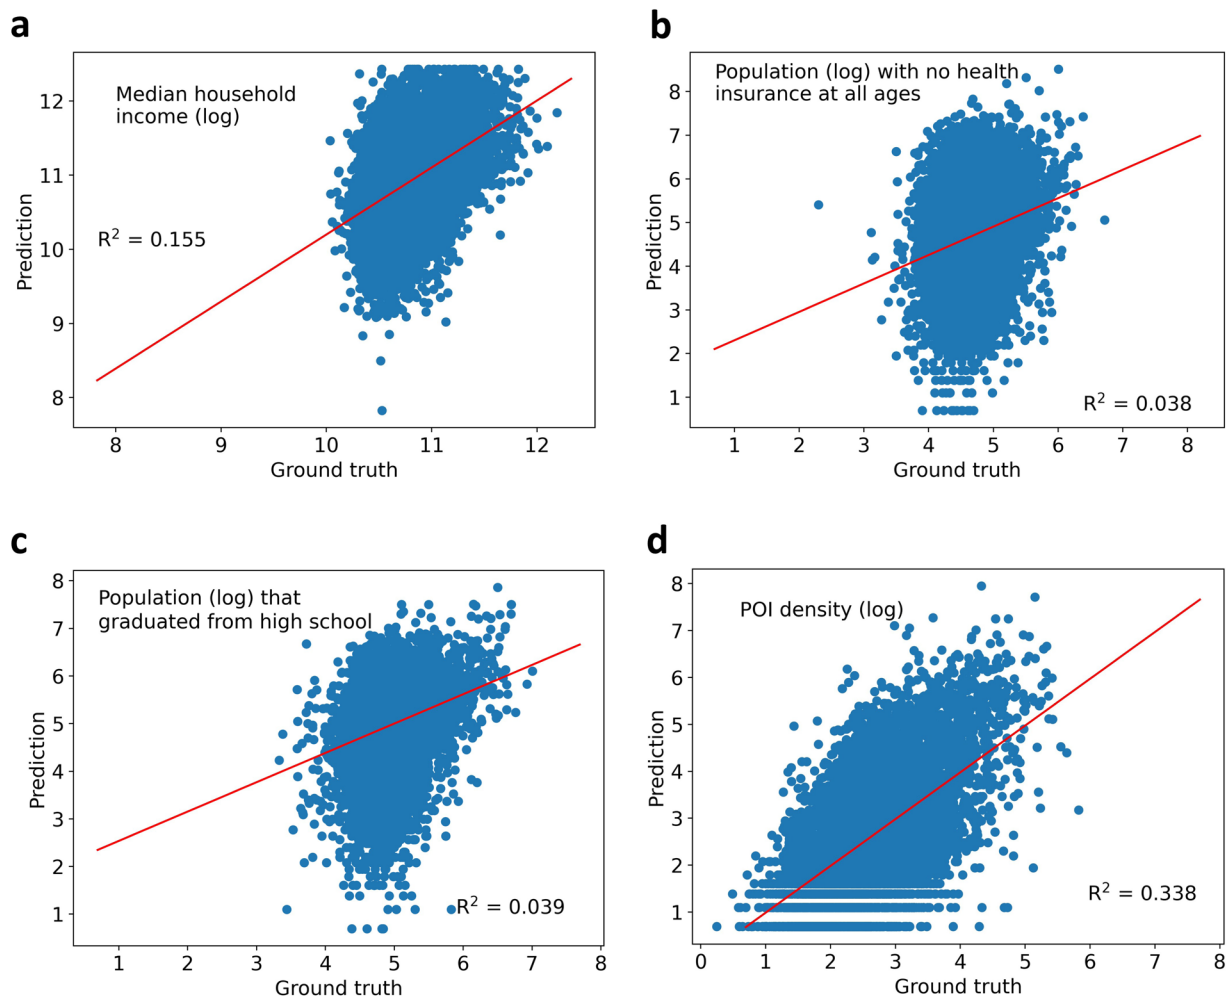 a
Median household
income (log)
R² = 0.155
12
11
10
9
8
Prediction
8 9 10 11 12
Ground truth
b
Population (log) with no health
insurance at all ages
R² = 0.038
8
7
6
5
4
3
2
1
Prediction
1 2 3 4 5 6 7 8
Ground truth
c
Population (log) that
graduated from high school
R² = 0.039
8
7
6
5
4
3
2
1
Prediction
1 2 3 4 5 6 7 8
Ground truth
d
POI density (log)
R² = 0.338
8
7
6
5
4
3
2
1
Prediction
0 1 2 3 4 5 6 7 8
Ground truth